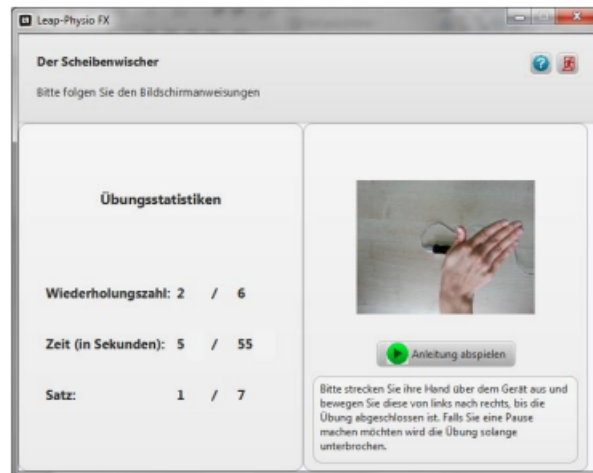 Leap-Physio FX
Der Scheibenwischer
Bitte folgen Sie den Bildschirmanweisungen
Übungsstatistiken
Wiederholungszahl: 2 / 6
Zeit (in Sekunden): 5 / 55
Satz: 1 / 7
Anleitung abspielen
Bitte strecken Sie ihre Hand über dem Gerät aus und
bewegen Sie diese von links nach rechts, bis die
Übung abgeschlossen ist. Falls Sie eine Pause
machen möchten wird die Übung solange
unterbrochen.